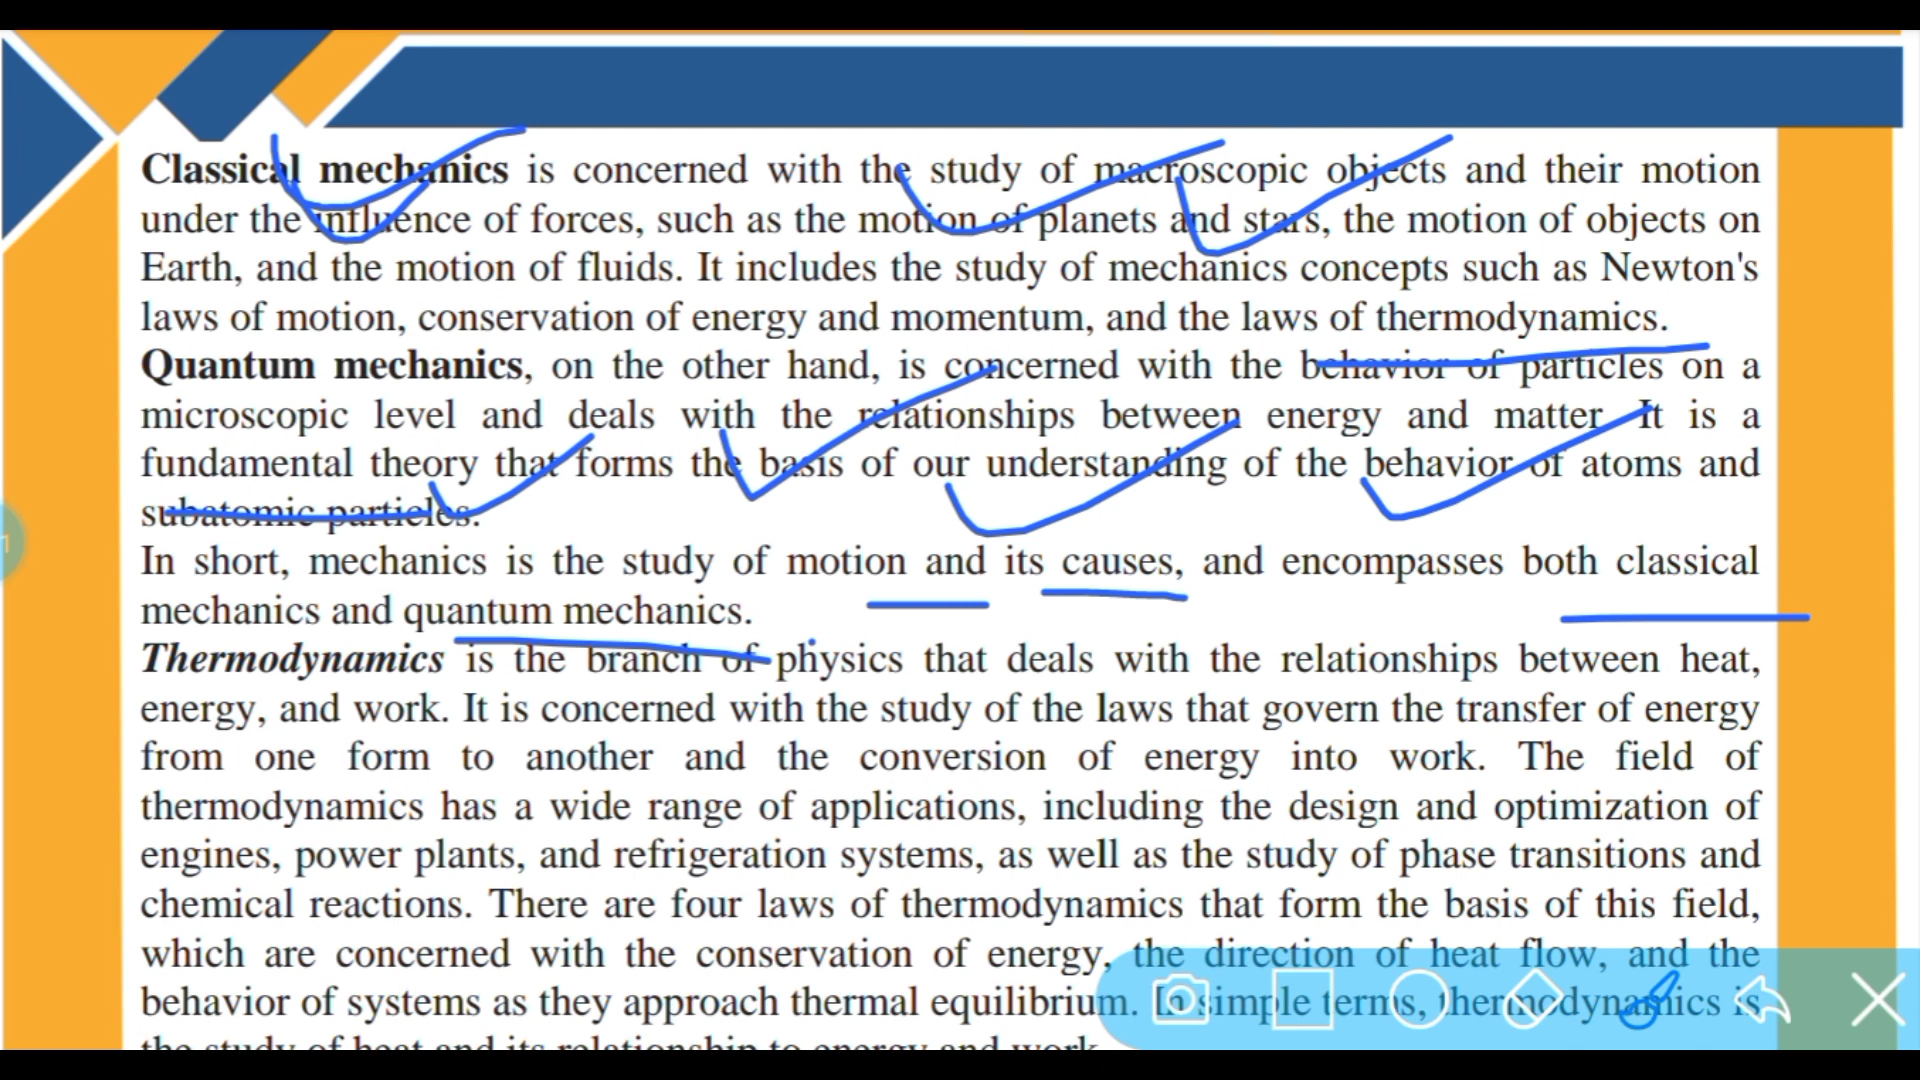 Classical mechanics is concerned with the study of macroscopic objects and their motion
under the influence of forces, such as the motion of planets and stars, the motion of objects on
Earth, and the motion of fluids. It includes the study of mechanics concepts such as Newton's
laws of motion, conservation of energy and momentum, and the laws of thermodynamics.
Quantum mechanics, on the other hand, is concerned with the behavior of particles on a
microscopic level and deals with the relationships between energy and matter. It is a
fundamental theory that forms the basis of our understanding of the behavior of atoms and
subatomic particles.
In short, mechanics is the study of motion and its causes, and encompasses both classical
mechanics and quantum mechanics.
Thermodynamics is the branch of physics that deals with the relationships between heat,
energy, and work. It is concerned with the study of the laws that govern the transfer of energy
from one form to another and the conversion of energy into work. The field of
thermodynamics has a wide range of applications, including the design and optimization of
engines, power plants, and refrigeration systems, as well as the study of phase transitions and
chemical reactions. There are four laws of thermodynamics that form the basis of this field,
which are concerned with the conservation of energy, the direction of heat flow, and the
behavior of systems as they approach thermal equilibrium. In simple terms, thermodynamics is
the study of heat and its relationship to energy and work.